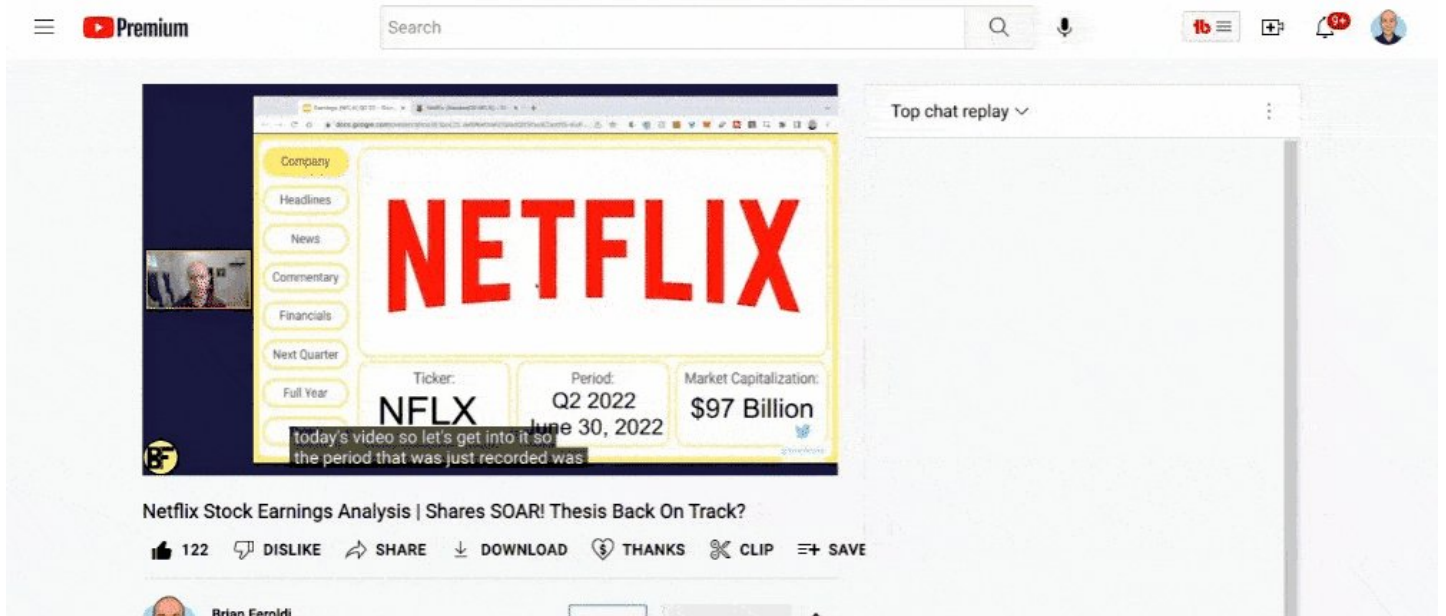 Premium
Search
9+
Top chat replay
Company
Headlines
News
Commentary
Financials
Next Quarter
Full Year
NETFLIX
Ticker:
NFLX
Period:
Q2 2022
June 30, 2022
Market Capitalization:
$97 Billion
today's video so let's get into it so
the period that was just recorded was
BF
Netflix Stock Earnings Analysis | Shares SOAR! Thesis Back On Track?
122 DISLIKE SHARE DOWNLOAD THANKS CLIP SAVE
Brian Feroldi